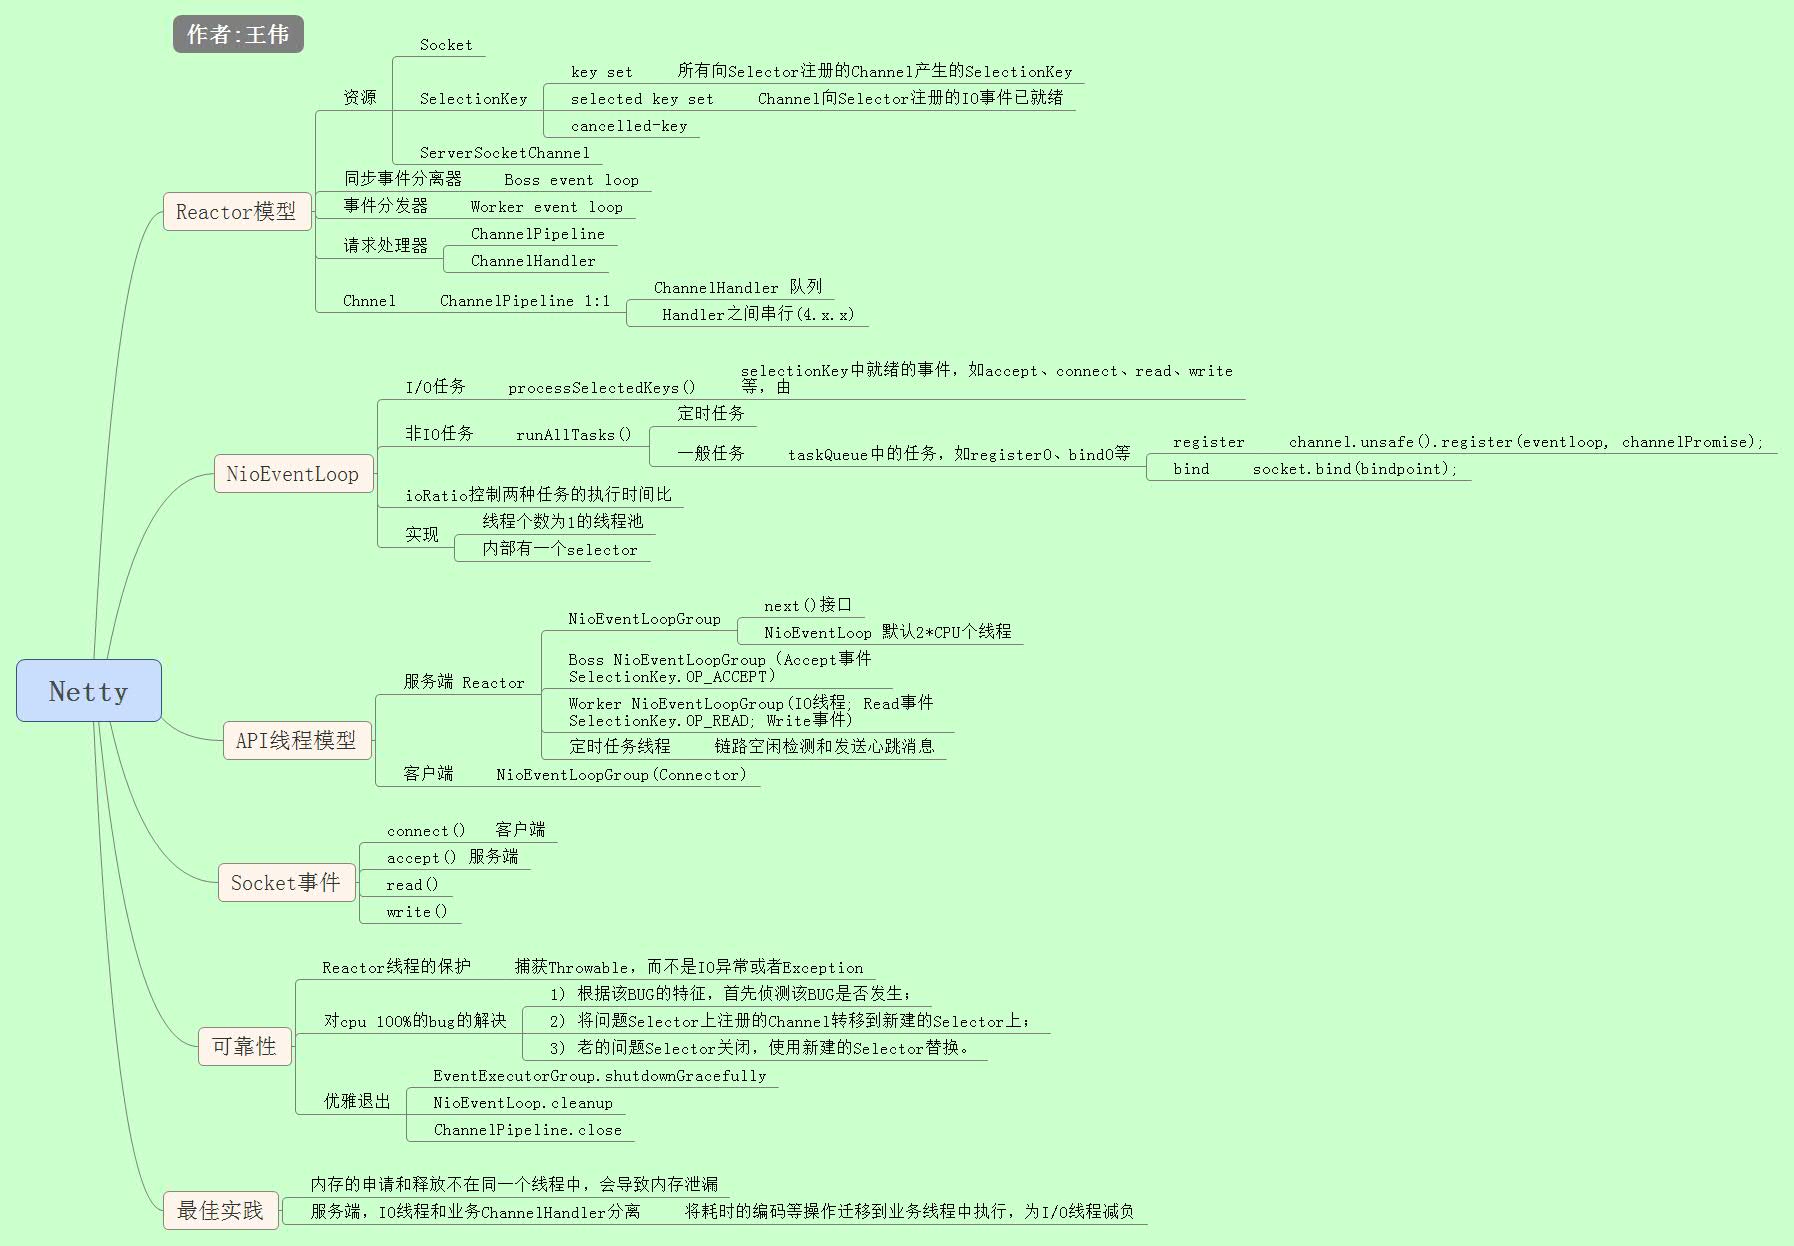 作者:王伟
Netty
Reactor模型
资源
Socket
SelectionKey
key set
所有向Selector注册的Channel产生的SelectionKey
selected key set
Channel向Selector注册的IO事件已就绪
cancelled-key
ServerSocketChannel
同步事件分离器
Boss event loop
事件分发器
Worker event loop
请求处理器
ChannelPipeline
ChannelHandler
Chnnel
ChannelPipeline 1:1
ChannelHandler 队列
Handler之间串行(4.x.x)
NioEventLoop
I/O任务
processSelectedKeys()
selectionKey中就绪的事件，如accept、connect、read、write
等，由
非IO任务
runAllTasks()
定时任务
一般任务
taskQueue中的任务，如register0、bind0等
register
channel.unsafe().register(eventloop, channelPromise);
bind
socket.bind(bindpoint);
ioRatio控制两种任务的执行时间比
实现
线程个数为1的线程池
内部有一个selector
API线程模型
服务端 Reactor
NioEventLoopGroup
next()接口
NioEventLoop 默认2*CPU个线程
Boss NioEventLoopGroup（Accept事件
SelectionKey.OP_ACCEPT）
Worker NioEventLoopGroup(IO线程; Read事件
SelectionKey.OP_READ; Write事件)
定时任务线程
链路空闲检测和发送心跳消息
客户端
NioEventLoopGroup(Connector)
Socket事件
connect()
客户端
accept() 服务端
read()
write()
可靠性
Reactor线程的保护
捕获Throwable，而不是IO异常或者Exception
对cpu 100%的bug的解决
1) 根据该BUG的特征，首先侦测该BUG是否发生；
2) 将问题Selector上注册的Channel转移到新建的Selector上；
3) 老的问题Selector关闭，使用新建的Selector替换。
优雅退出
EventExecutorGroup.shutdownGracefully
NioEventLoop.cleanup
ChannelPipeline.close
最佳实践
内存的申请和释放不在同一个线程中，会导致内存泄漏
服务端，IO线程和业务ChannelHandler分离
将耗时的编码等操作迁移到业务线程中执行，为I/O线程减负